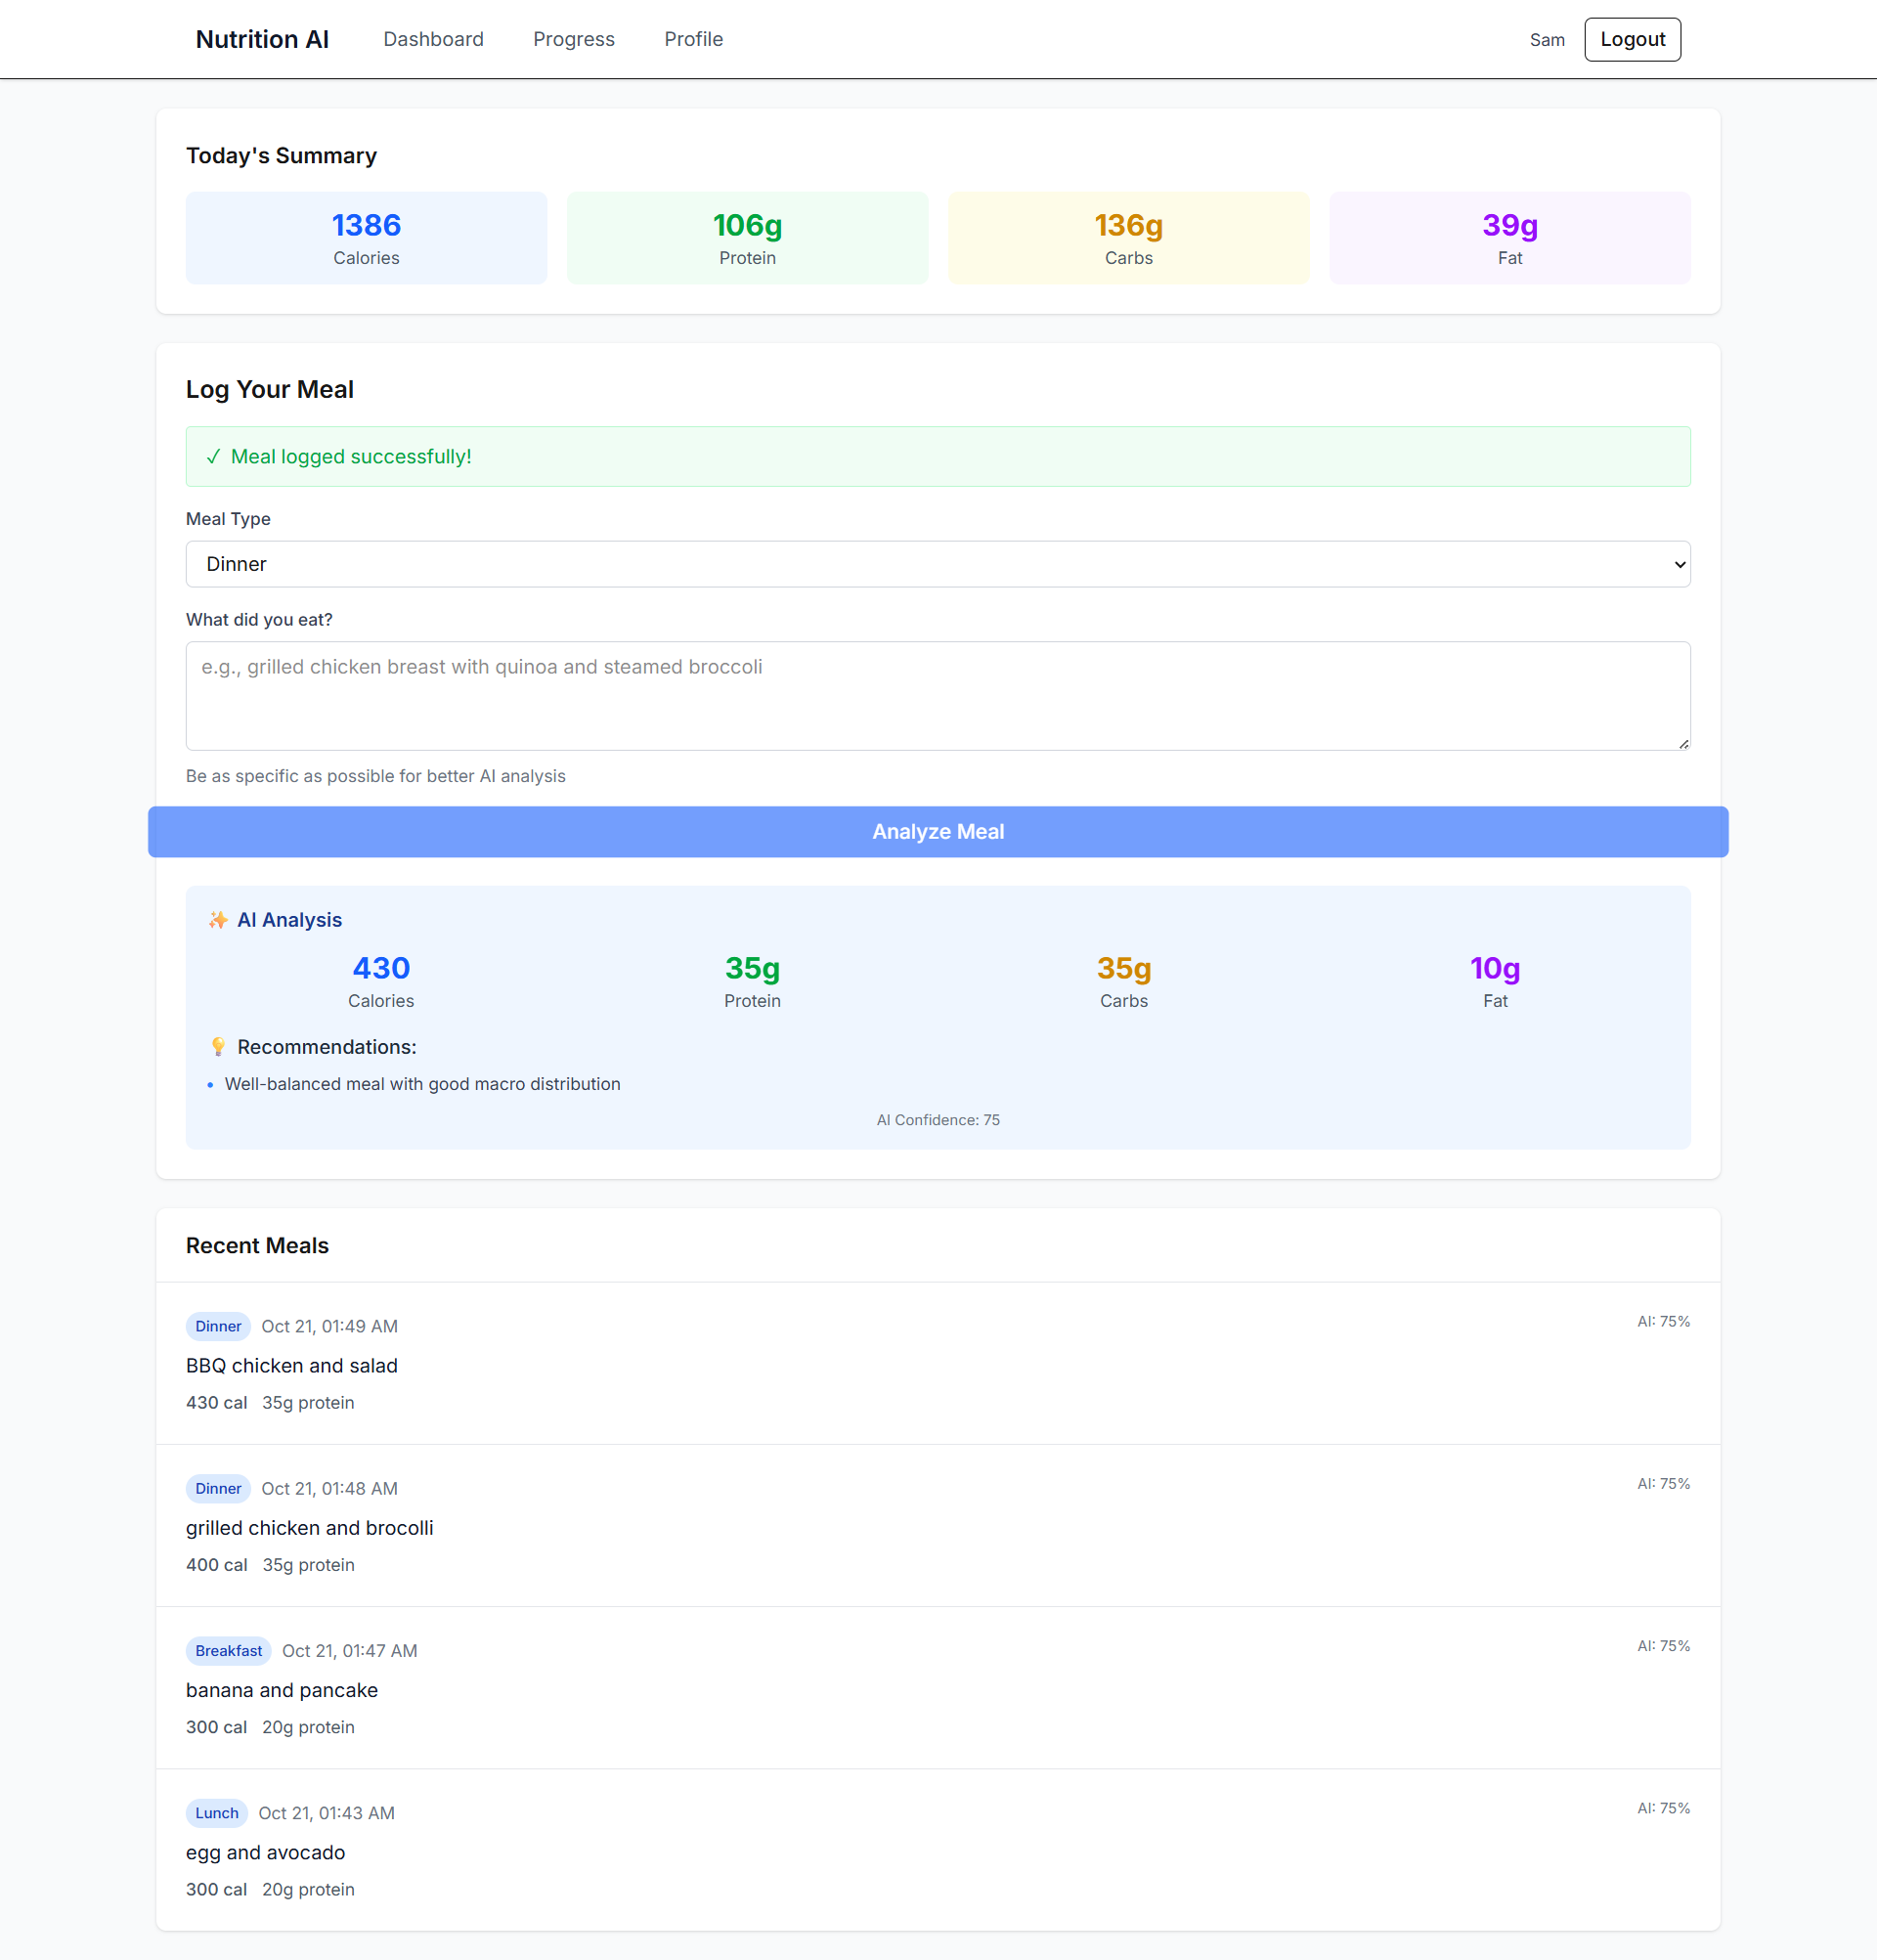 Nutrition AI Dashboard Progress Profile Sam Logout
Today's Summary
1386 106g 136g 39g
Calories Protein Carbs Fat
Log Your Meal
✓ Meal logged successfully!
Meal Type
Dinner
What did you eat?
e.g., grilled chicken breast with quinoa and steamed broccoli
Be as specific as possible for better AI analysis
Analyze Meal
✨ AI Analysis
430 35g 35g 10g
Calories Protein Carbs Fat
💡 Recommendations:
• Well-balanced meal with good macro distribution
AI Confidence: 75
Recent Meals
Dinner Oct 21, 01:49 AM AI: 75%
BBQ chicken and salad
430 cal 35g protein
Dinner Oct 21, 01:48 AM AI: 75%
grilled chicken and brocolli
400 cal 35g protein
Breakfast Oct 21, 01:47 AM AI: 75%
banana and pancake
300 cal 20g protein
Lunch Oct 21, 01:43 AM AI: 75%
egg and avocado
300 cal 20g protein